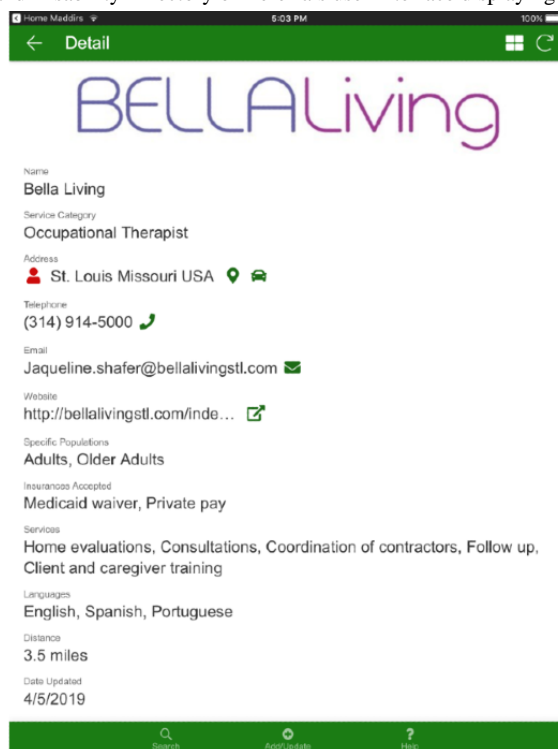 Home Maddirs 5:03 PM 100%
Detail
BELLALiving
Name
Bella Living
Service Category
Occupational Therapist
Address
St. Louis Missouri USA
Telephone
(314) 914-5000
Email
Jaqueline.shafer@bellalivingstl.com
Website
http://bellalivingstl.com/inde...
Specific Populations
Adults, Older Adults
Insurances Accepted
Medicaid waiver, Private pay
Services
Home evaluations, Consultations, Coordination of contractors, Follow up,
Client and caregiver training
Languages
English, Spanish, Portuguese
Distance
3.5 miles
Date Updated
4/5/2019
Search Add/Update Help